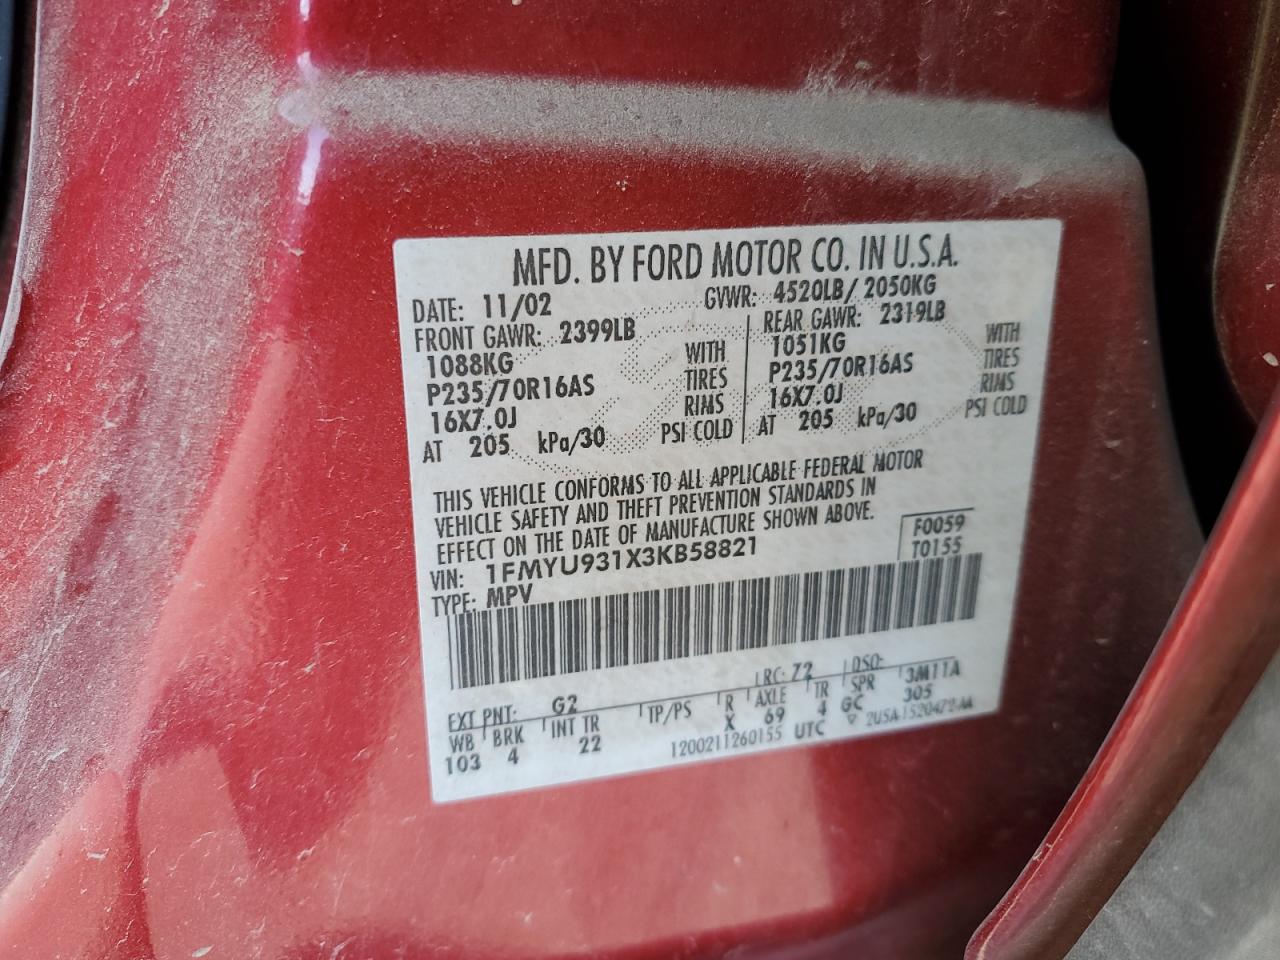 MFD. BY FORD MOTOR CO. IN U.S.A.
DATE: 11/02 GVWR: 4520LB/ 2050KG
FRONT GAWR: 2399LB REAR GAWR: 2319LB
1088KG WITH 1051KG WITH
P235/70R16AS TIRES P235/70R16AS TIRES
16X7.0J RIMS 16X7.0J RIMS
AT 205 kPa/30 PSI COLD AT 205 kPa/30 PSI COLD
THIS VEHICLE CONFORMS TO ALL APPLICABLE FEDERAL MOTOR
VEHICLE SAFETY AND THEFT PREVENTION STANDARDS IN
EFFECT ON THE DATE OF MANUFACTURE SHOWN ABOVE.
VIN: 1FMYU931X3KB58821 F0059
TYPE: MPV T0155
EXT PNT: G2 RC: 72 DSO: 3M11A
WB BRK INT TR TP/PS R AXLE TR SPR 305
103 4 22 X 69 4 GC
1200211260155 UTC